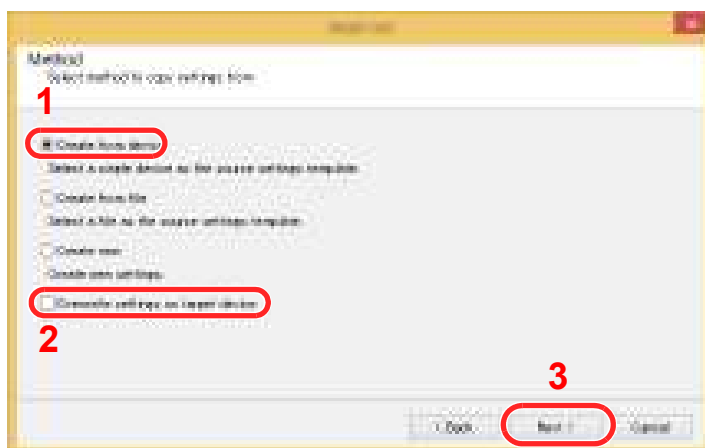 Method
Select method to copy settings from
1
Create from device
Select a single device as the source settings template
Create from file
Select a file as the source settings template
Create new
Create new settings
Overwrite settings on target device
2
3
< Back
Next >
Cancel